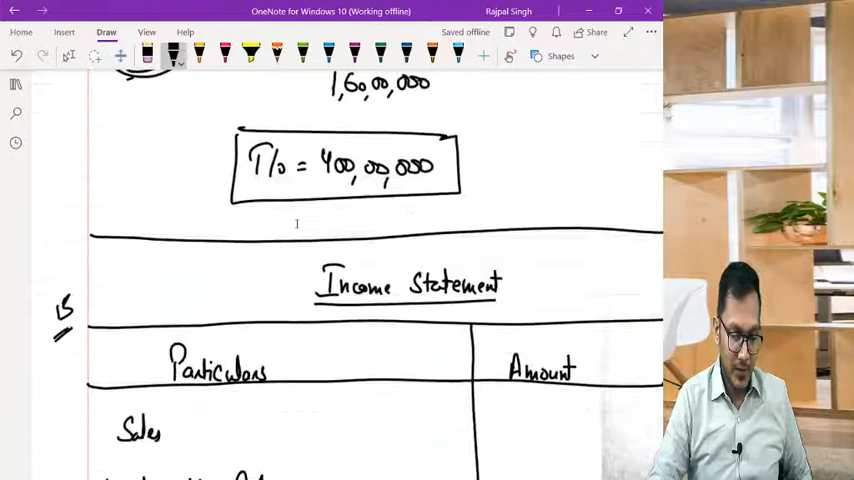 OneNote for Windows 10 (Working offline)
Rajpal Singh
Home Insert Draw View Help
Saved offline
Share
Shapes
1,60,00,000
T/o = 400,00,000
Income Statement
Particulars Amount
Sales